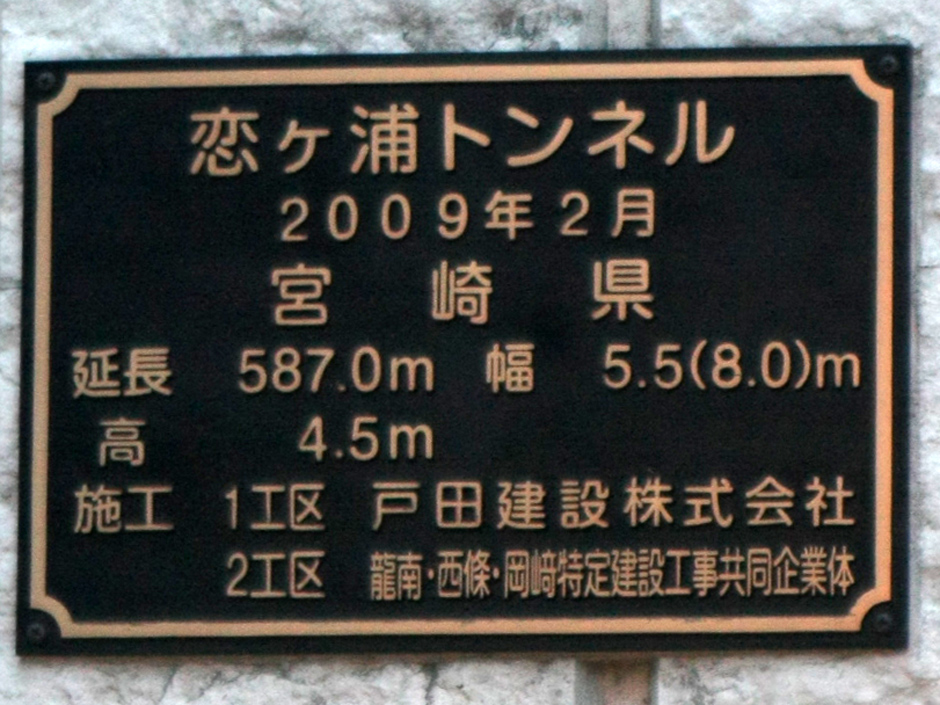 恋ヶ浦トンネル
2009年2月
宮崎県
延長 587.0m 幅 5.5(8.0)m
高 4.5m
施工 1工区 戸田建設株式会社
2工区 龍南・西條・岡﨑特定建設工事共同企業体